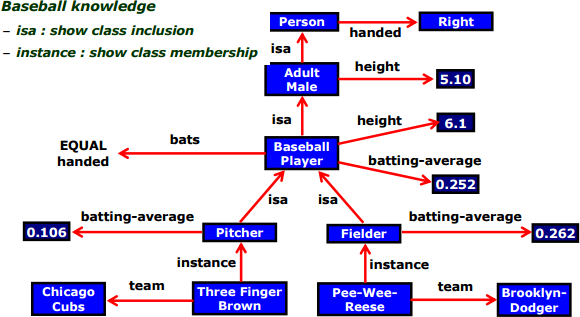 Baseball knowledge
– isa : show class inclusion
– instance : show class membership
Person
handed
Right
isa
Adult
Male
height
5.10
isa
height
6.1
EQUAL
handed
bats
Baseball
Player
batting-average
0.252
isa
isa
0.106
batting-average
Pitcher
Fielder
batting-average
0.262
instance
instance
Chicago
Cubs
team
Three Finger
Brown
Pee-Wee-
Reese
team
Brooklyn-
Dodger